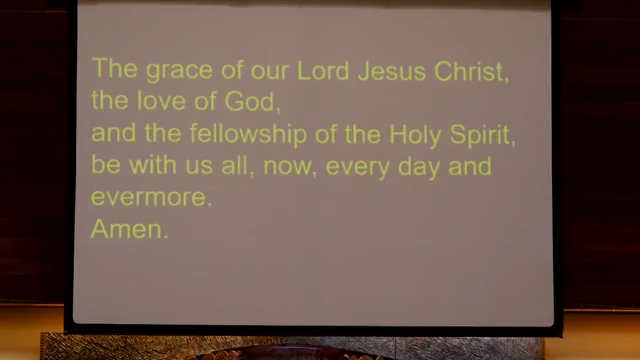 The grace of our Lord Jesus Christ,
the love of God,
and the fellowship of the Holy Spirit,
be with us all, now, every day and
evermore.
Amen.